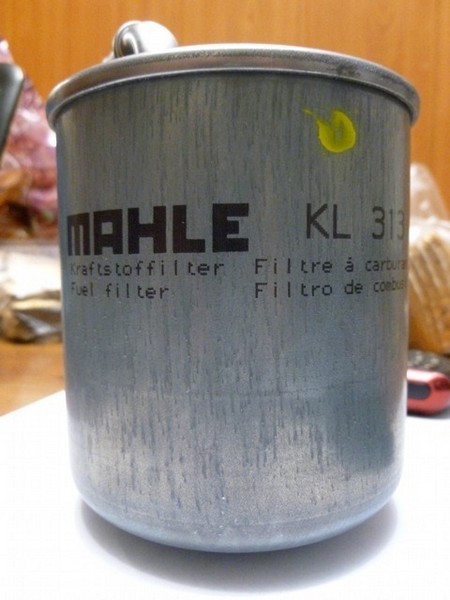 MAHLE KL 313
Kraftstoffilter Filtre à
Fuel filter Filtro de